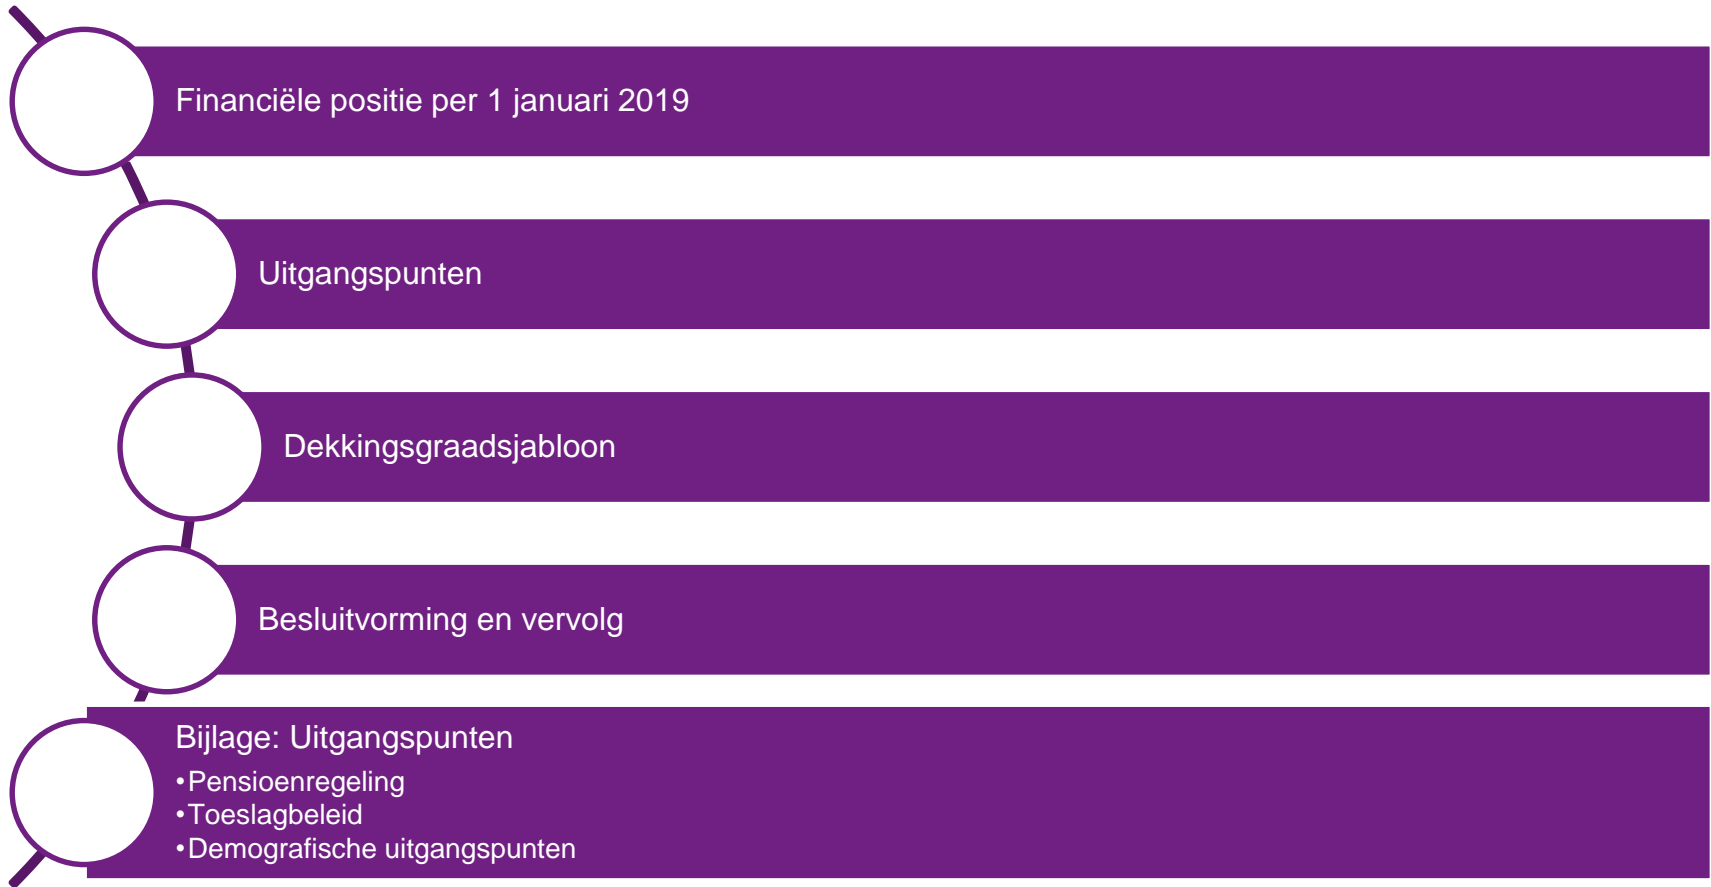 Financiële positie per 1 januari 2019
Uitgangspunten
Dekkingsgraadsjabloon
Besluitvorming en vervolg
Bijlage: Uitgangspunten
•Pensioenregeling
•Toeslagbeleid
•Demografische uitgangspunten